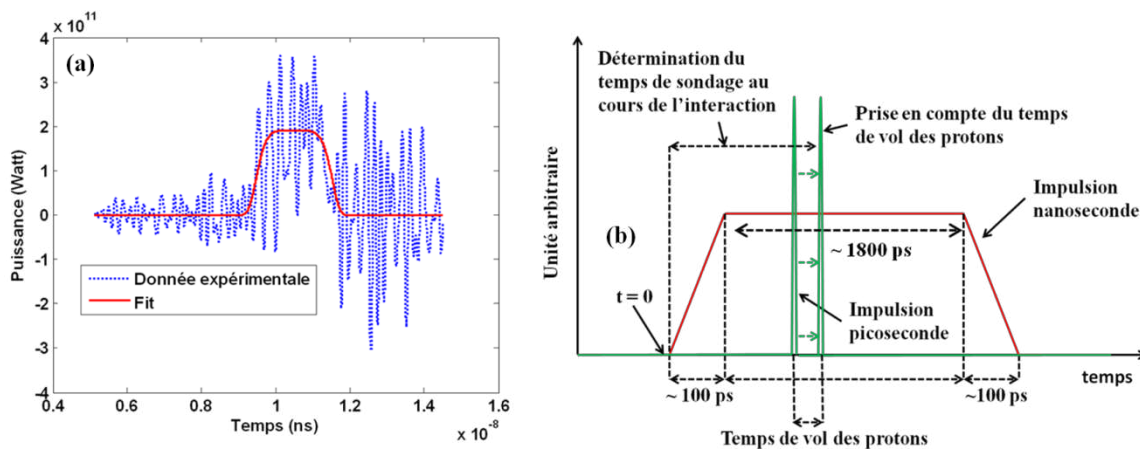 x 10^11
4
3
2
1
0
-1
-2
-3
-4
0.4
0.6
0.8
1
1.2
1.4
1.6
x 10^-8
Puissance (Watt)
Temps (ns)
(a)
Donnée expérimentale
Fit
(b)
Unité arbitraire
temps
Détermination du
temps de sondage au
cours de l'interaction
Prise en compte du temps
de vol des protons
Impulsion
nanoseconde
~ 1800 ps
t = 0
Impulsion
picoseconde
~ 100 ps
~100 ps
Temps de vol des protons